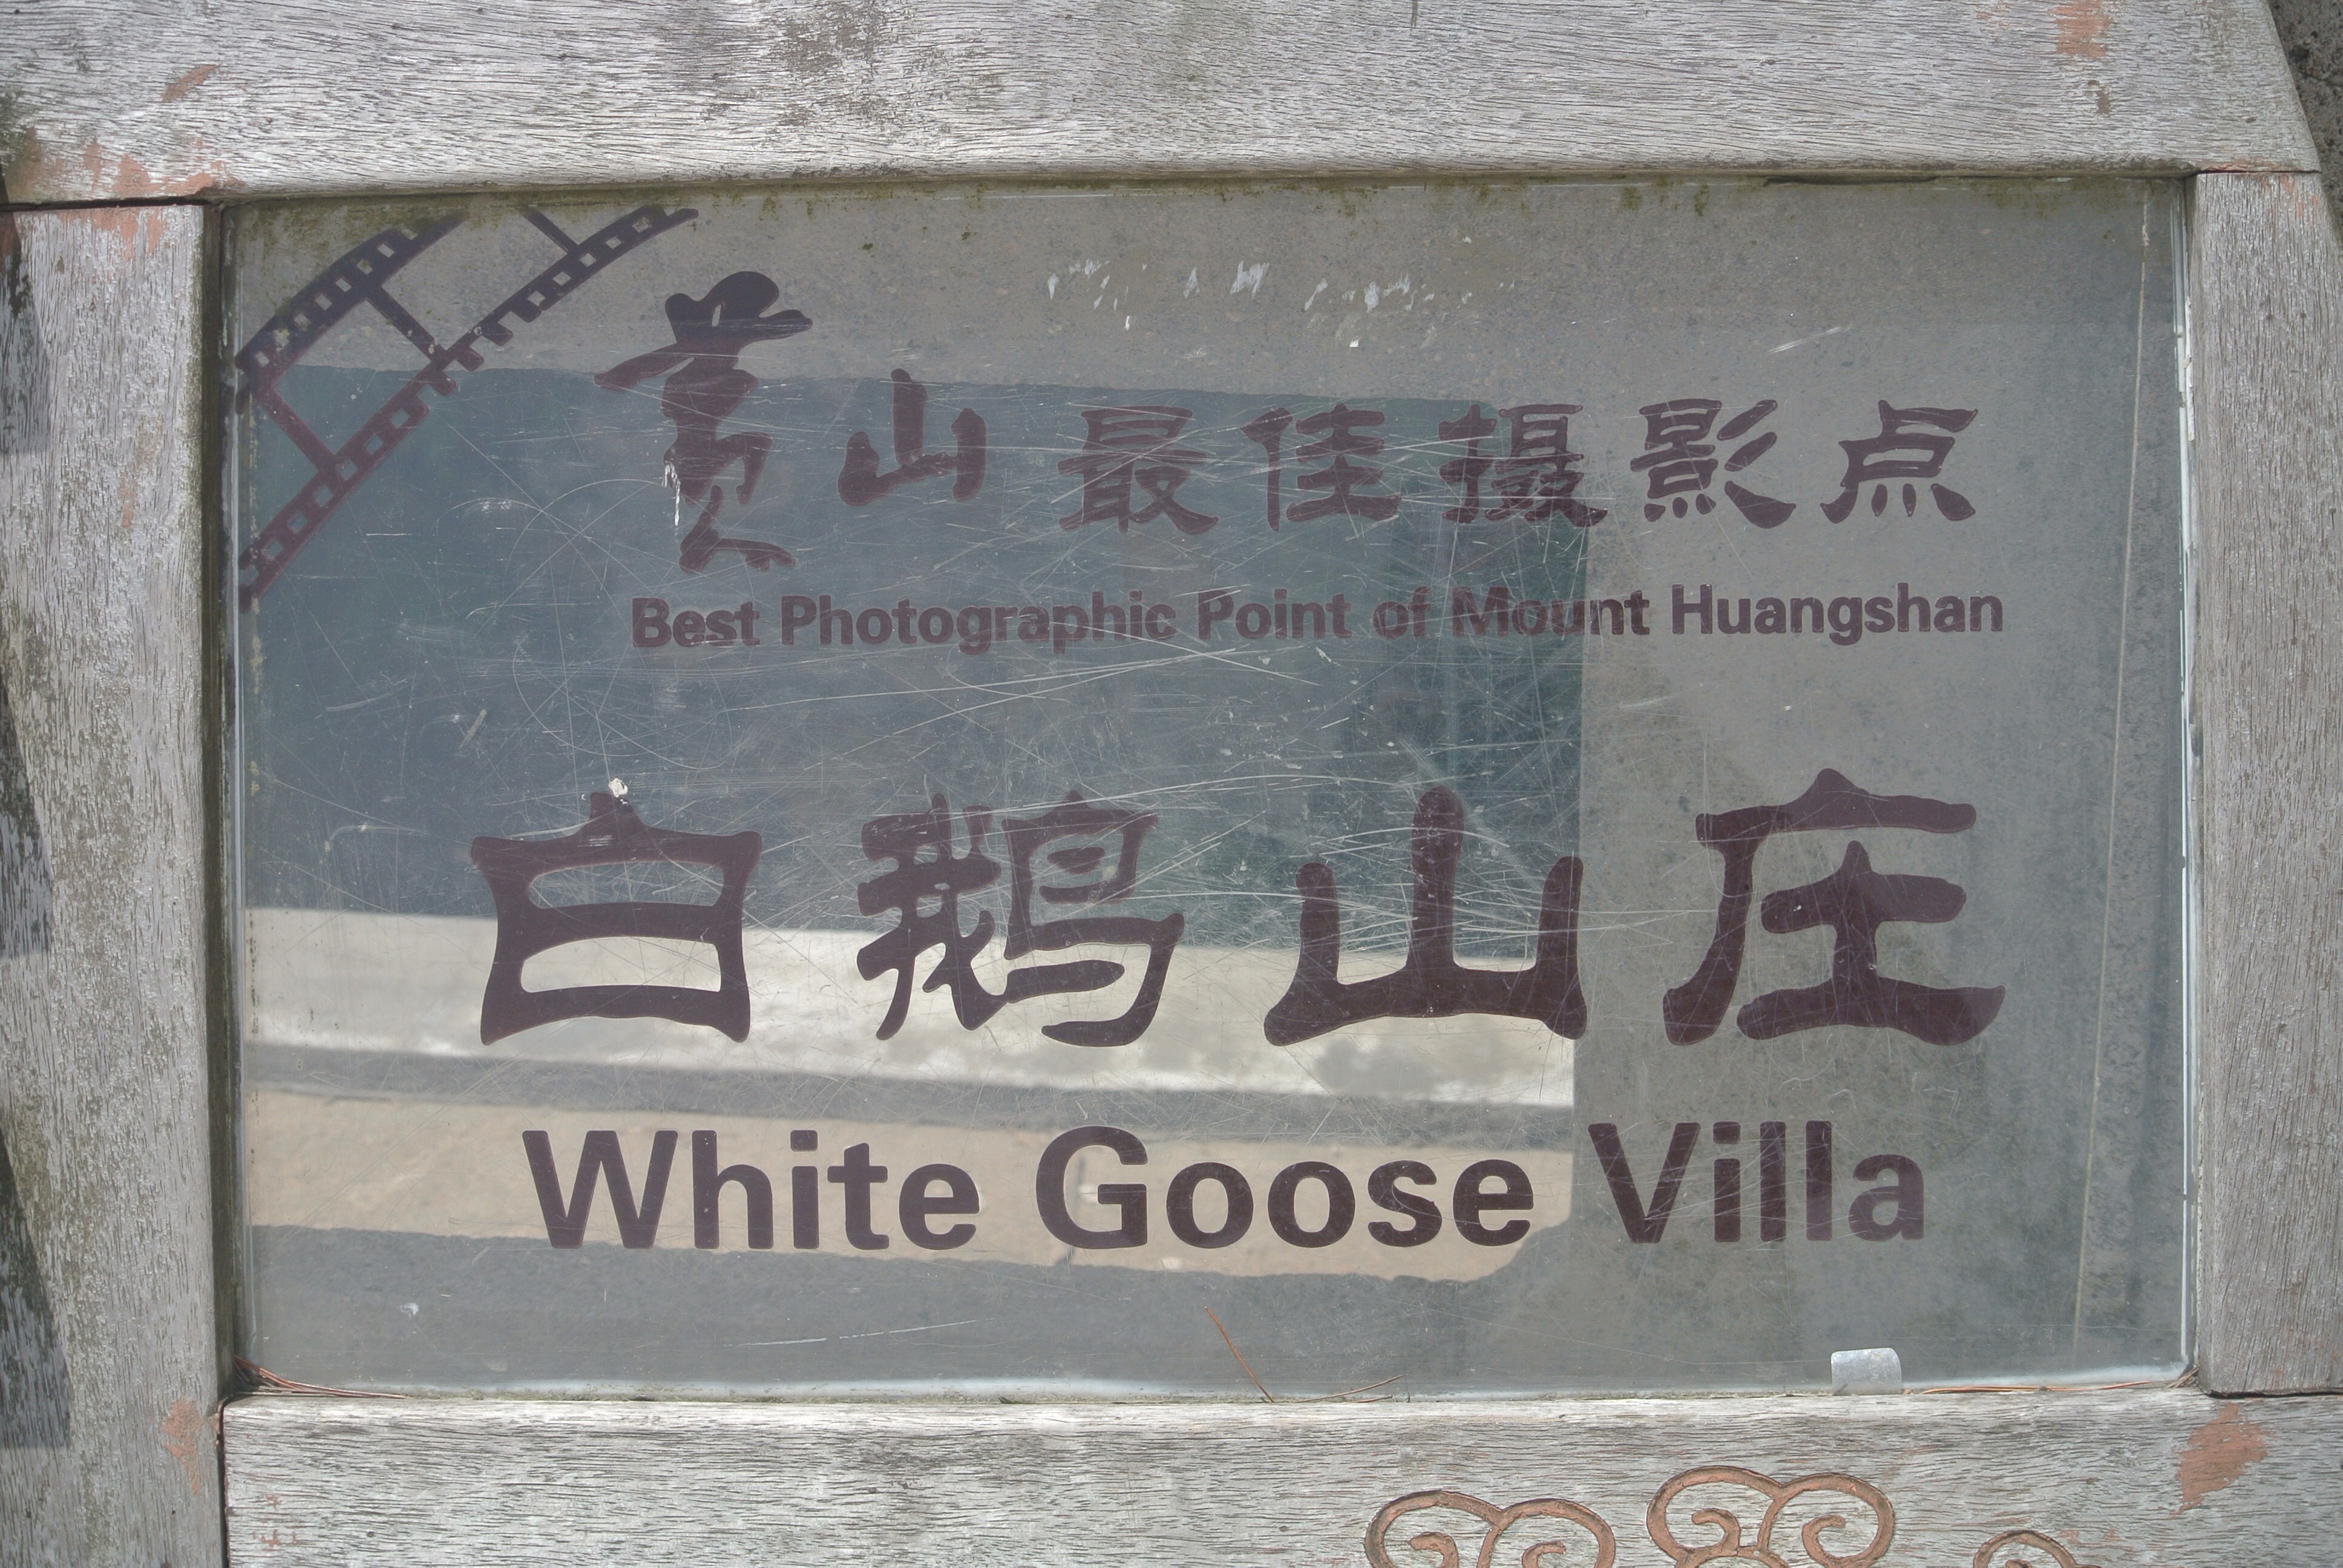 黄山最佳摄影点
Best Photographic Point of Mount Huangshan
白鹅山庄
White Goose Villa